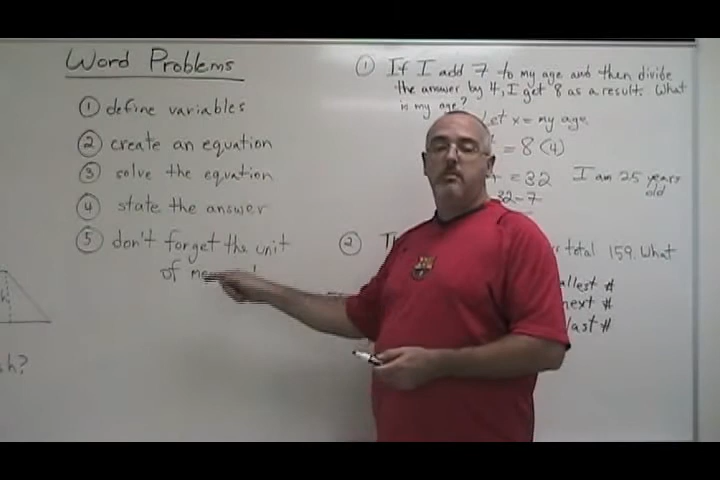 Word Problems
① define variables
② create an equation
③ solve the equation
④ state the answer
⑤ don't forget the unit
of
① If I add 7 to my age and then divide
the answer by 4, I get 8 as a result. What
is my age?
x = my age
= 8(4)
= 32
I am 25 years
old
32 - 7
②
total 159. What
#
next #
last #
h